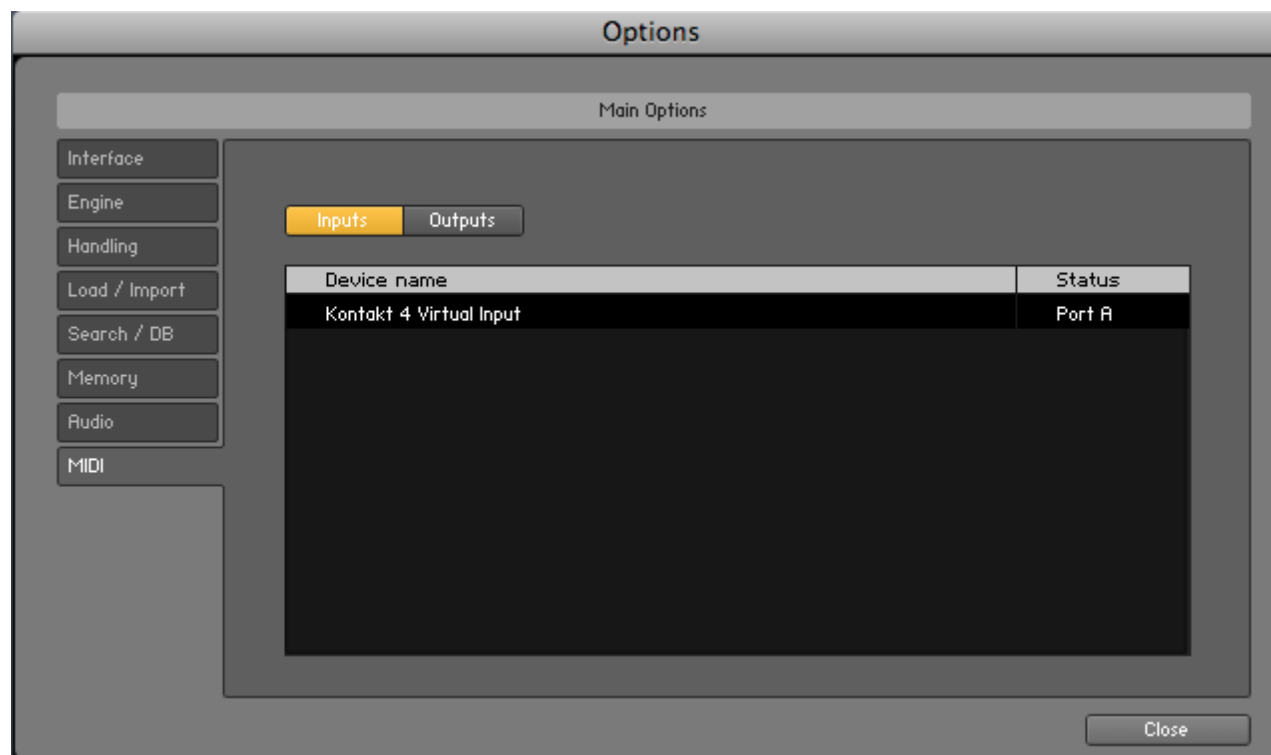 Options
Main Options
Interface
Engine
Handling
Load / Import
Search / DB
Memory
Audio
MIDI
Inputs Outputs
Device name Status
Kontakt 4 Virtual Input Port A
Close